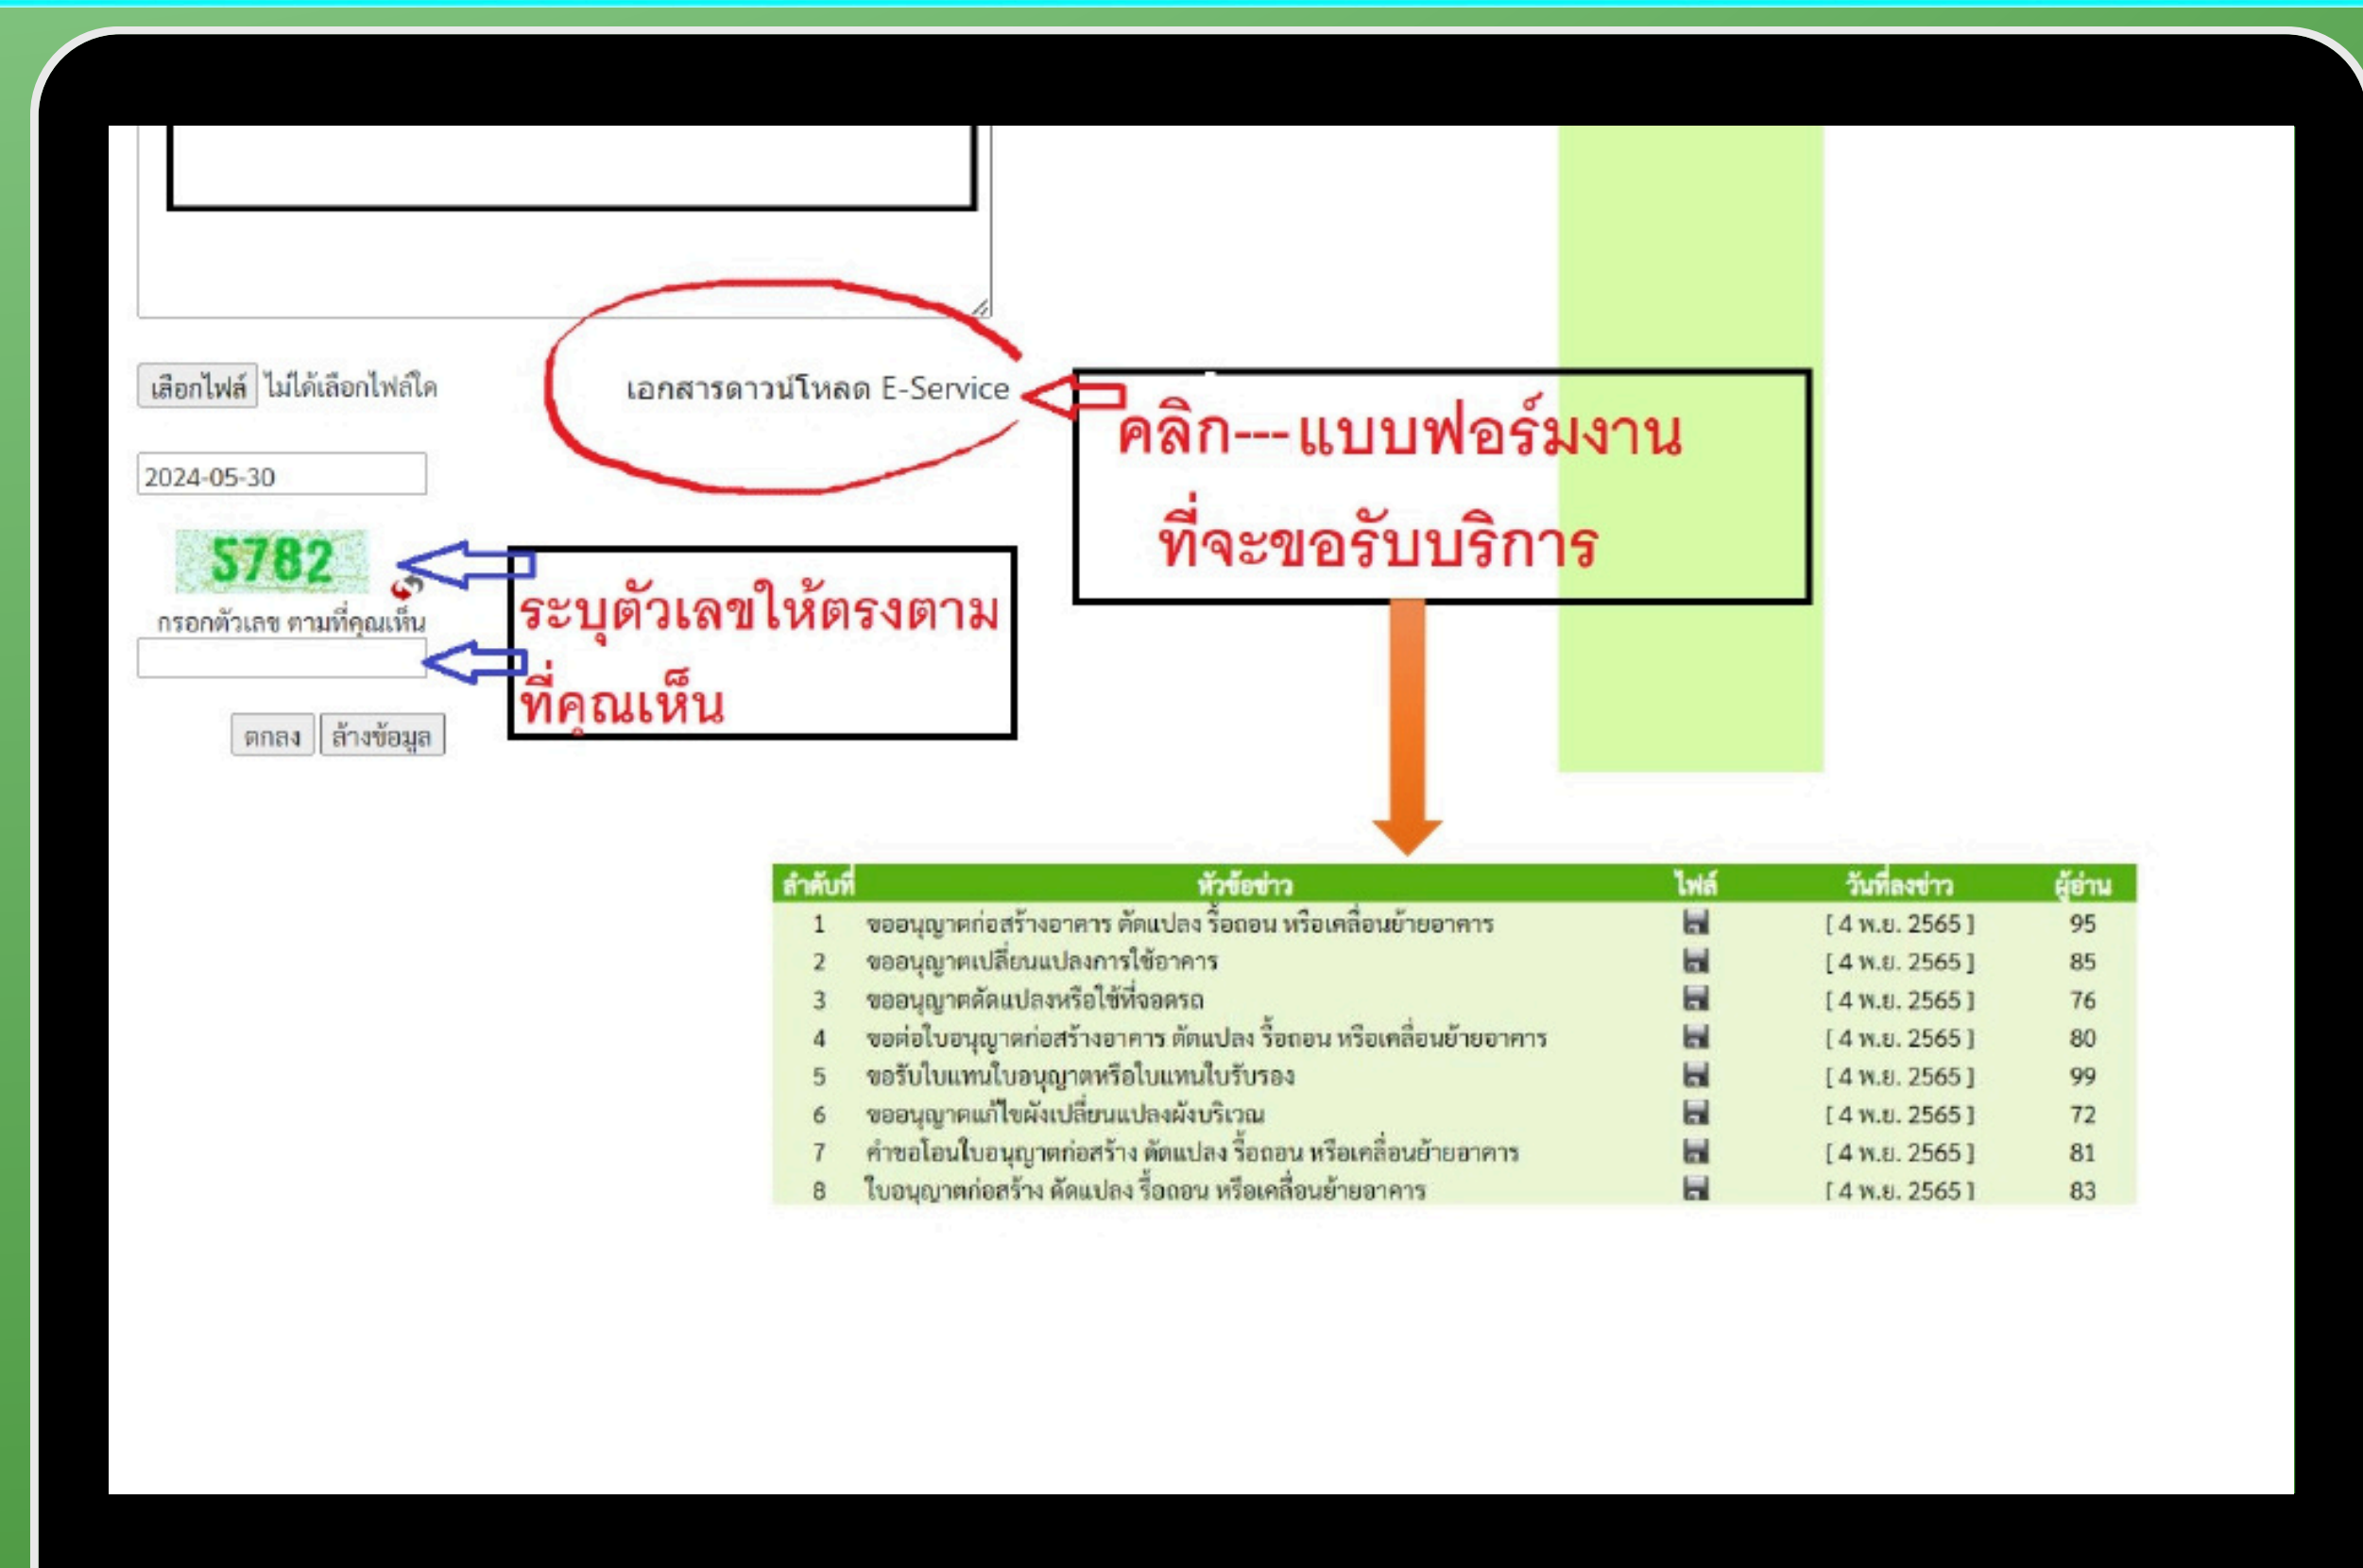 เลือกไฟล์ ไม่ได้เลือกไฟล์ใด
เอกสารดาวน์โหลด E-Service
คลิก---แบบฟอร์มงาน
ที่จะขอรับบริการ
2024-05-30
5782
กรอกตัวเลข ตามที่คุณเห็น
ระบุตัวเลขให้ตรงตาม
ที่คุณเห็น
ตกลง ล้างข้อมูล
ลำดับที่ หัวข้อข่าว ไฟล์ วันที่ลงข่าว ผู้อ่าน
1 ขออนุญาตก่อสร้างอาคาร ดัดแปลง รื้อถอน หรือเคลื่อนย้ายอาคาร [ 4 พ.ย. 2565 ] 95
2 ขออนุญาตเปลี่ยนแปลงการใช้อาคาร [ 4 พ.ย. 2565 ] 85
3 ขออนุญาตดัดแปลงหรือใช้ที่จอดรถ [ 4 พ.ย. 2565 ] 76
4 ขอต่อใบอนุญาตก่อสร้างอาคาร ดัดแปลง รื้อถอน หรือเคลื่อนย้ายอาคาร [ 4 พ.ย. 2565 ] 80
5 ขอรับใบแทนใบอนุญาตหรือใบแทนใบรับรอง [ 4 พ.ย. 2565 ] 99
6 ขออนุญาตแก้ไขผังเปลี่ยนแปลงผังบริเวณ [ 4 พ.ย. 2565 ] 72
7 คำขอโอนใบอนุญาตก่อสร้าง ดัดแปลง รื้อถอน หรือเคลื่อนย้ายอาคาร [ 4 พ.ย. 2565 ] 81
8 ใบอนุญาตก่อสร้าง ดัดแปลง รื้อถอน หรือเคลื่อนย้ายอาคาร [ 4 พ.ย. 2565 ] 83